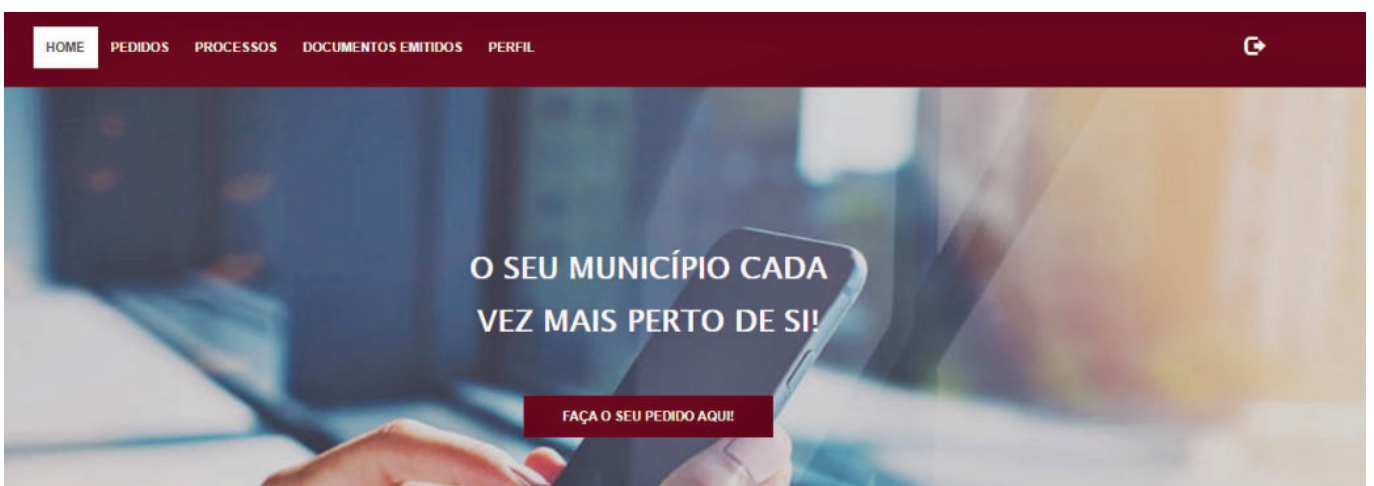 HOME PEDIDOS PROCESSOS DOCUMENTOS EMITIDOS PERFIL
O SEU MUNICÍPIO CADA
VEZ MAIS PERTO DE SI!
FAÇA O SEU PEDIDO AQUI!